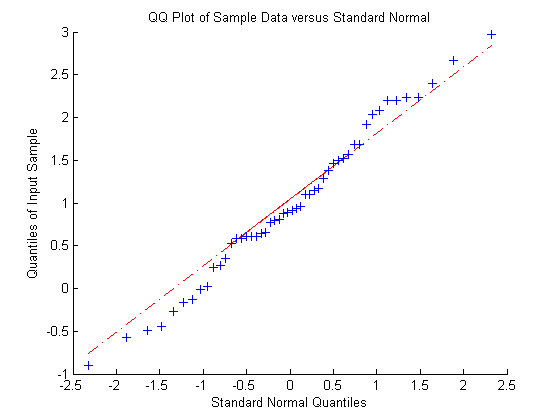 QQ Plot of Sample Data versus Standard Normal
3
2.5
2
1.5
1
0.5
0
-0.5
-1
Quantiles of Input Sample
-2.5 -2 -1.5 -1 -0.5 0 0.5 1 1.5 2 2.5
Standard Normal Quantiles